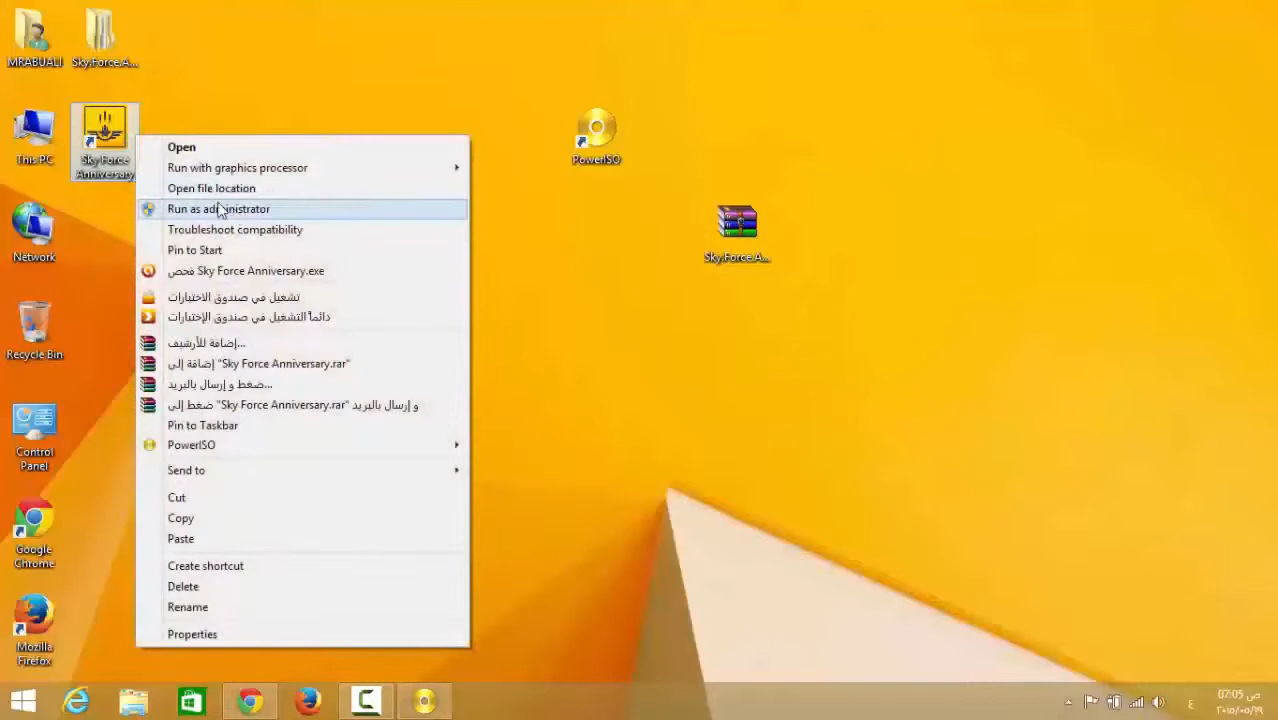 MRABUALI
Sky.Force.A...
This PC
Sky Force
Anniversary
Network
Recycle Bin
Control
Panel
Google
Chrome
Mozilla
Firefox
Open
Run with graphics processor
Open file location
Run as administrator
Troubleshoot compatibility
Pin to Start
فحص Sky Force Anniversary.exe
تشغيل في صندوق الاختبارات
دائماً التشغيل في صندوق الإختبارات
إضافة للأرشيف...
إضافة إلى "Sky Force Anniversary.rar"
ضغط و إرسال بالبريد...
ضغط إلى "Sky Force Anniversary.rar" و إرسال بالبريد
Pin to Taskbar
PowerISO
Send to
Cut
Copy
Paste
Create shortcut
Delete
Rename
Properties
PowerISO
Sky.Force.A...
ع
07:05 ص